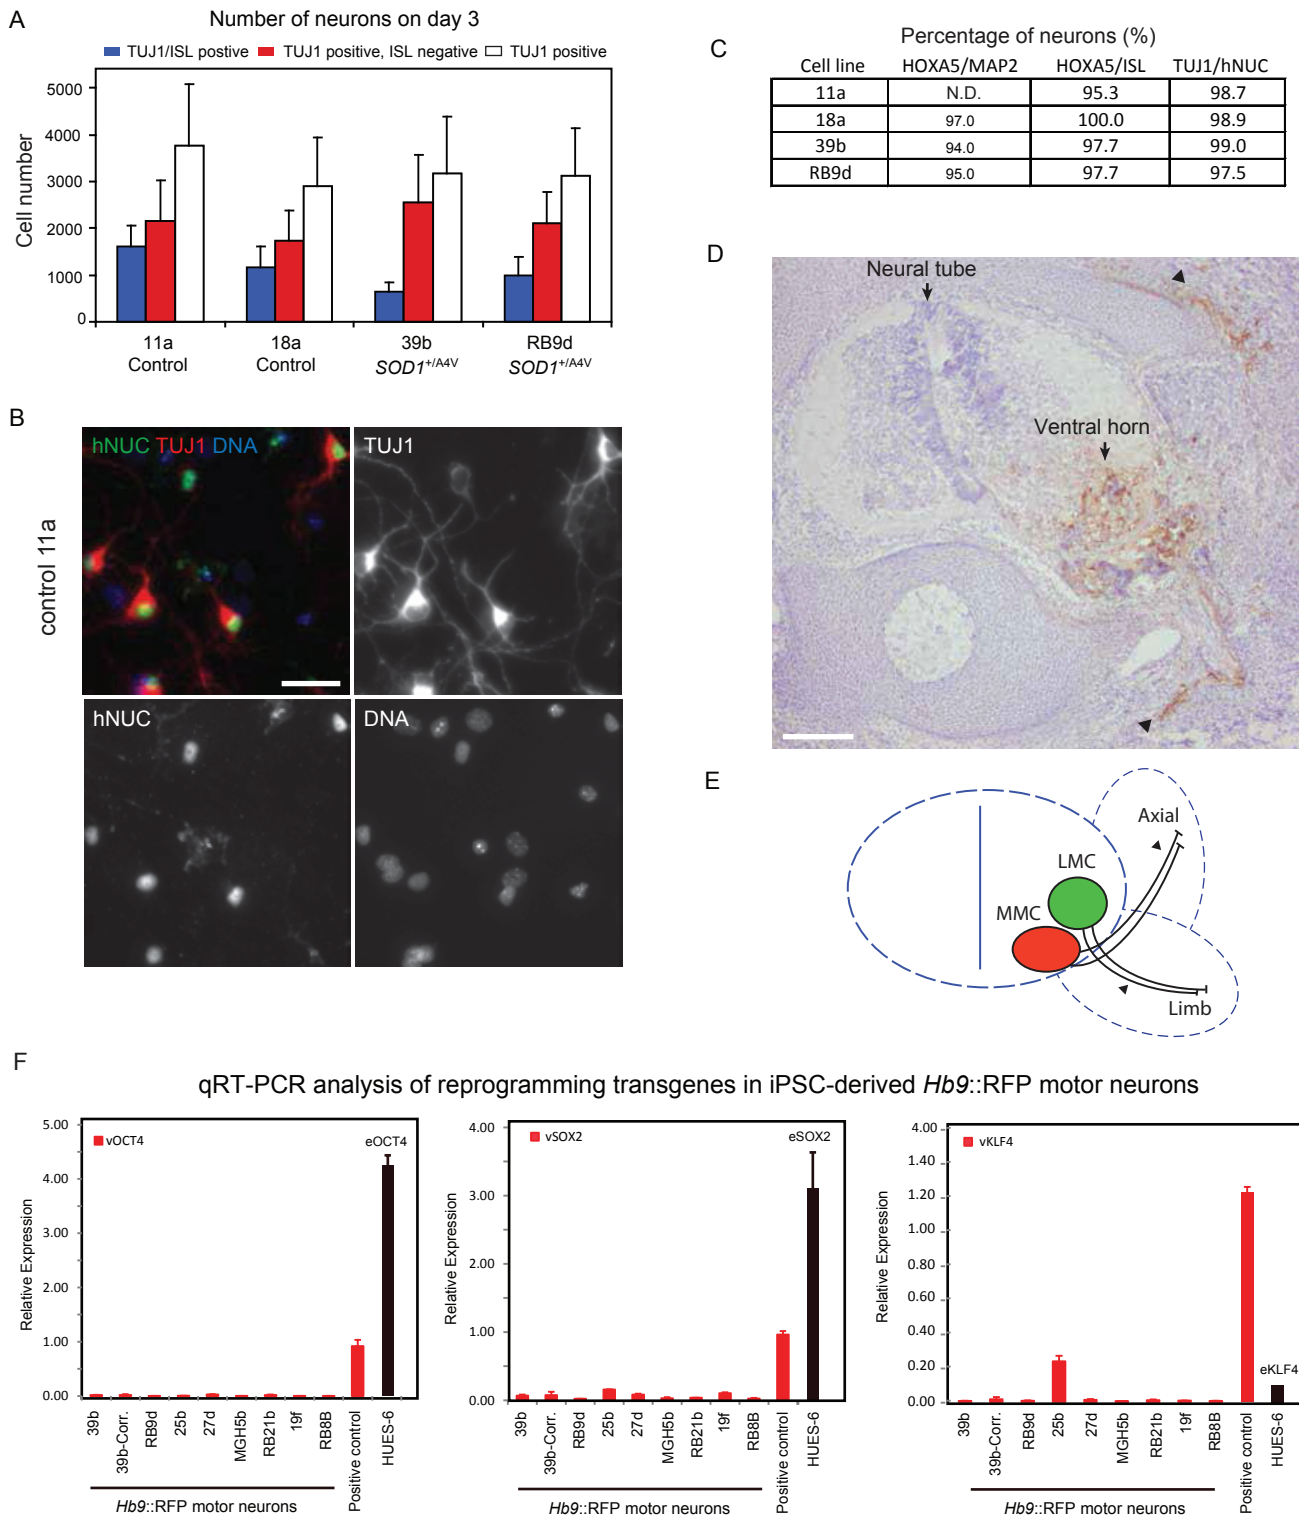 A
Number of neurons on day 3
TUJ1/ISL postive TUJ1 positive, ISL negative TUJ1 positive
Cell number
5000
4000
3000
2000
1000
0
11a 18a 39b RB9d
Control Control SOD1+/A4V SOD1+/A4V
C
Percentage of neurons (%)
Cell line HOXA5/MAP2 HOXA5/ISL TUJ1/hNUC
11a N.D. 95.3 98.7
18a 97.0 100.0 98.9
39b 94.0 97.7 99.0
RB9d 95.0 97.7 97.5
B
control 11a
hNUC TUJ1 DNA
TUJ1
hNUC
DNA
D
Neural tube
Ventral horn
E
Axial
LMC
MMC
Limb
F
qRT-PCR analysis of reprogramming transgenes in iPSC-derived Hb9::RFP motor neurons
Relative Expression
5.00
4.00
3.00
2.00
1.00
0.00
vOCT4
eOCT4
39b 39b-Corr. RB9d 25b 27d MGH5b RB21b 19f RB8B Positive control HUES-6
Hb9::RFP motor neurons
Relative Expression
4.00
3.00
2.00
1.00
0.00
vSOX2
eSOX2
39b 39b-Corr. RB9d 25b 27d MGH5b RB21b 19f RB8B Positive control HUES-6
Hb9::RFP motor neurons
Relative Expression
4.00
1.40
1.20
1.00
0.80
0.60
0.40
0.20
0.00
vKLF4
eKLF4
39b 39b-Corr. RB9d 25b 27d MGH5b RB21b 19f RB8B Positive control HUES-6
Hb9::RFP motor neurons